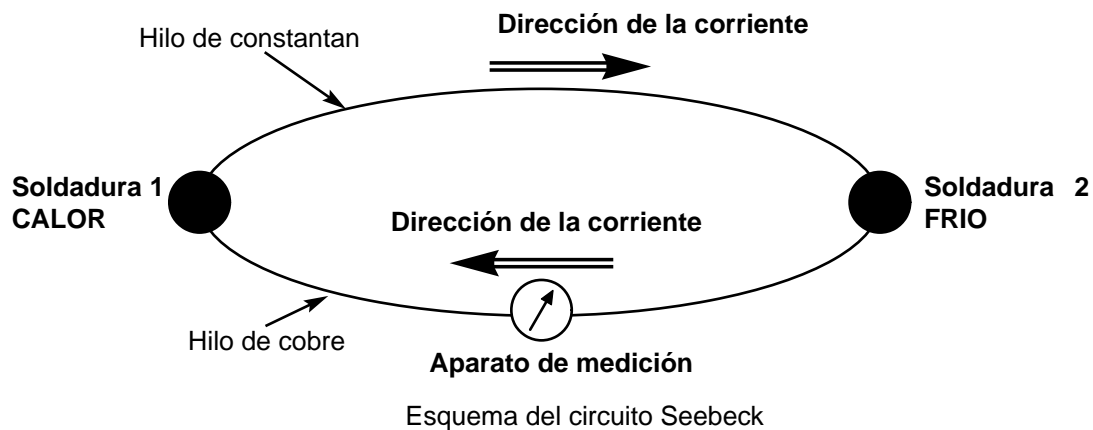 Dirección de la corriente
Hilo de constantan
Soldadura 1
CALOR
Soldadura 2
FRIO
Dirección de la corriente
Hilo de cobre
Aparato de medición
Esquema del circuito Seebeck